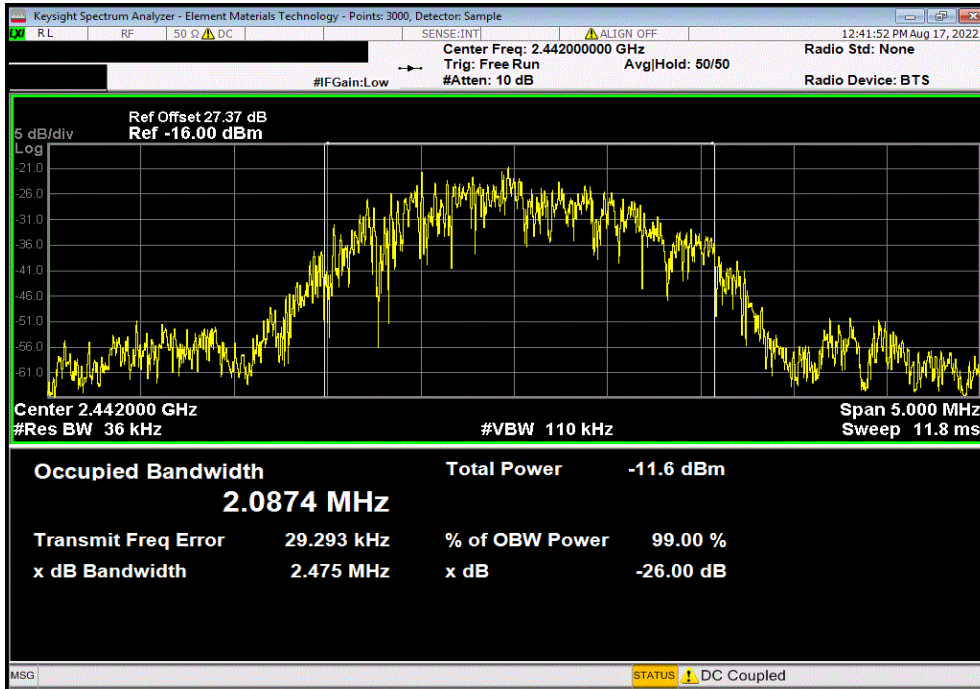 Keysight Spectrum Analyzer - Element Materials Technology - Points: 3000, Detector: Sample
LXI RL RF 50 Ω DC SENSE:INT ALIGN OFF 12:41:52 PM Aug 17, 2022
Center Freq: 2.442000000 GHz Radio Std: None
Trig: Free Run Avg|Hold: 50/50
#IFGain:Low #Atten: 10 dB Radio Device: BTS
Ref Offset 27.37 dB
5 dB/div Ref -16.00 dBm
Log
-21.0
-26.0
-31.0
-36.0
-41.0
-46.0
-51.0
-56.0
-61.0
Center 2.442000 GHz Span 5.000 MHz
#Res BW 36 kHz #VBW 110 kHz Sweep 11.8 ms
Occupied Bandwidth Total Power -11.6 dBm
2.0874 MHz
Transmit Freq Error 29.293 kHz % of OBW Power 99.00 %
x dB Bandwidth 2.475 MHz x dB -26.00 dB
MSG STATUS DC Coupled